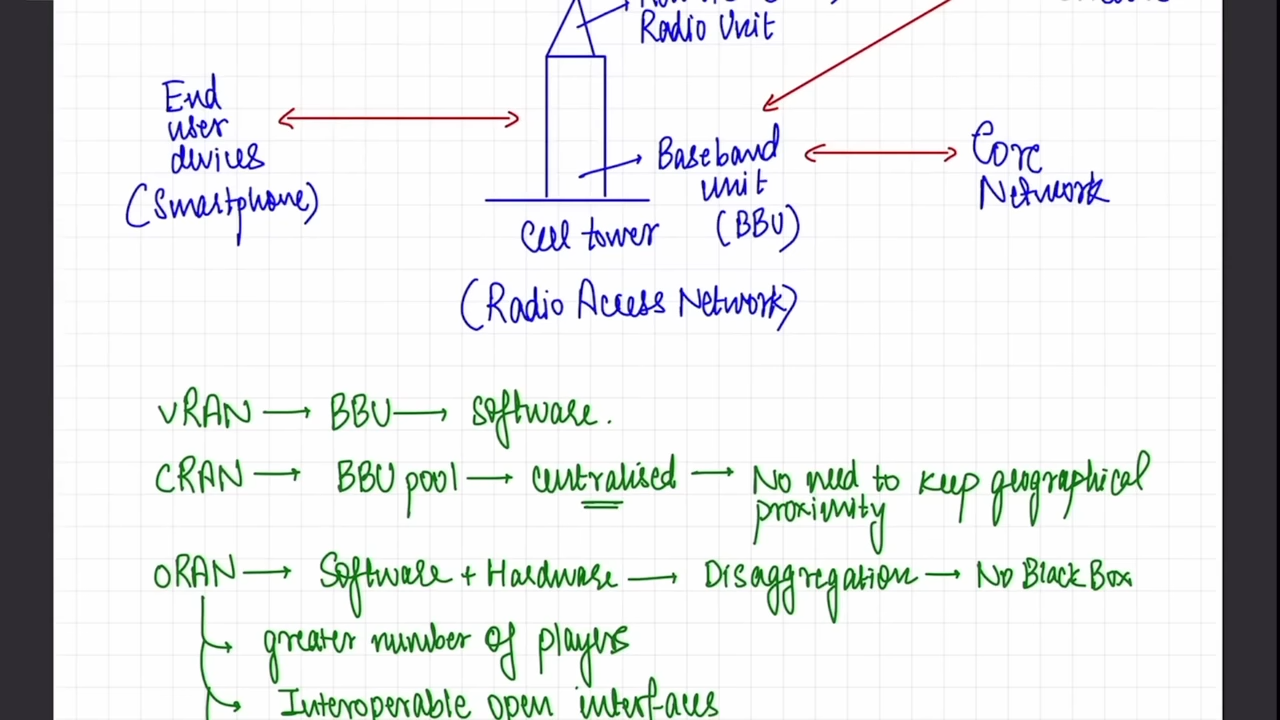 Radio Unit
End
user
devices
(Smartphone)
Baseband
unit
(BBU)
Core
Network
Cell tower
(Radio Access Network)
vRAN → BBU → Software.
CRAN → BBU pool → centralised → No need to keep geographical
proximity
ORAN → Software + Hardware → Disaggregation → No Black Box
greater number of players
Interoperable open interfaces